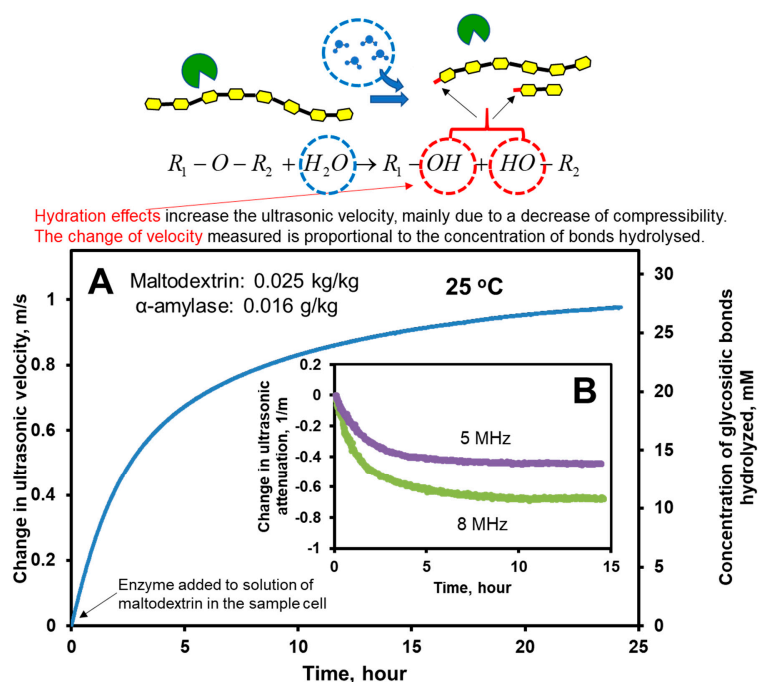 R₁ − O − R₂ + H₂O → R₁ − OH + HO − R₂
Hydration effects increase the ultrasonic velocity, mainly due to a decrease of compressibility.
The change of velocity measured is proportional to the concentration of bonds hydrolysed.
A
Maltodextrin: 0.025 kg/kg
α-amylase: 0.016 g/kg
25 °C
Change in ultrasonic velocity, m/s
1
0.8
0.6
0.4
0.2
0
Enzyme added to solution of
maltodextrin in the sample cell
0
5
10
15
20
25
Time, hour
30
25
20
15
10
5
0
Concentration of glycosidic bonds
hydrolyzed, mM
B
Change in ultrasonic
attenuation, 1/m
0.2
0
-0.2
-0.4
-0.6
-0.8
-1
5 MHz
8 MHz
0
5
10
15
Time, hour